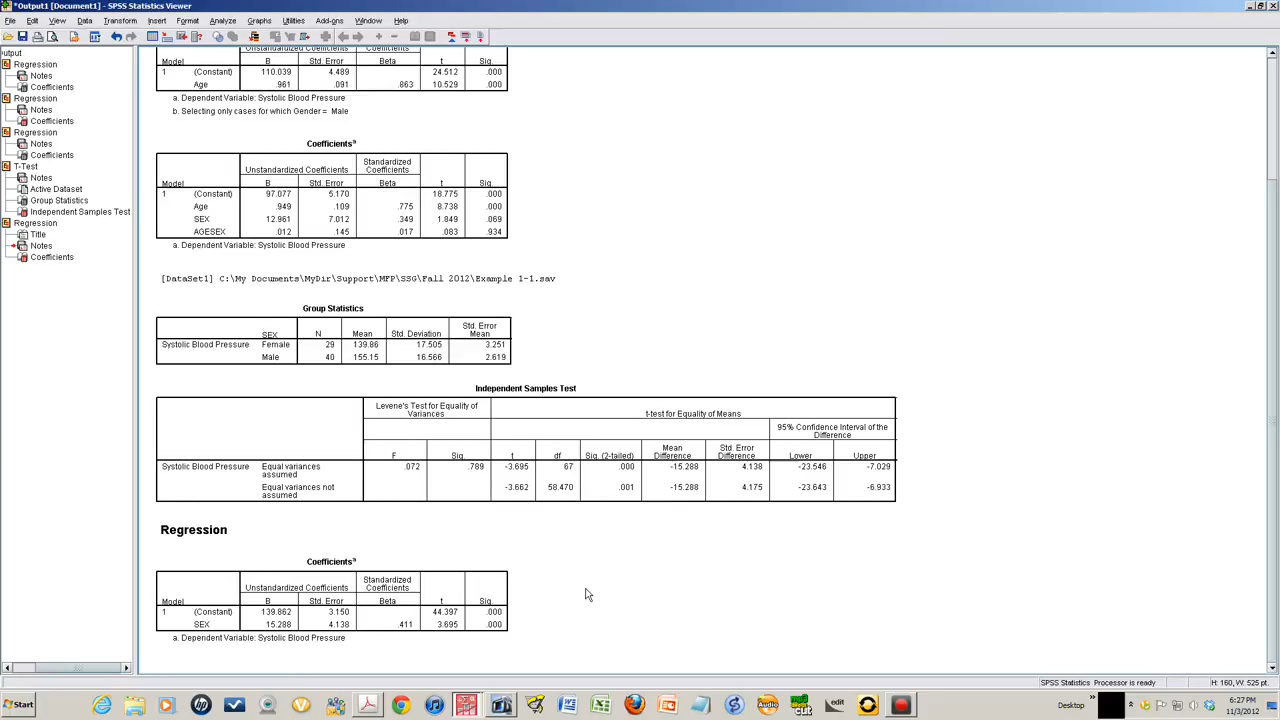 *Output1 [Document1] - SPSS Statistics Viewer
File Edit View Data Transform Insert Format Analyze Graphs Utilities Add-ons Window Help
Regression
Notes
Coefficients
Regression
Notes
Coefficients
Regression
Notes
Coefficients
T-Test
Notes
Active Dataset
Group Statistics
Independent Samples Test
Regression
Title
Notes
Coefficients
Unstandardized Coefficients Coefficients
Model B Std. Error Beta t Sig.
1 (Constant) 110.039 4.489 24.512 .000
Age .961 .091 .863 10.529 .000
a. Dependent Variable: Systolic Blood Pressure
b. Selecting only cases for which Gender = Male
Coefficientsa
Unstandardized Coefficients Standardized Coefficients
Model B Std. Error Beta t Sig.
1 (Constant) 97.077 5.170 18.775 .000
Age .949 .109 .775 8.738 .000
SEX 12.961 7.012 .349 1.849 .069
AGESEX .012 .145 .017 .083 .934
a. Dependent Variable: Systolic Blood Pressure
[DataSet1] C:\My Documents\MyDir\Support\MFP\SSG\Fall 2012\Example 1-1.sav
Group Statistics
SEX N Mean Std. Deviation Std. Error Mean
Systolic Blood Pressure Female 29 139.86 17.505 3.251
Male 40 155.15 16.566 2.619
Independent Samples Test
Levene's Test for Equality of Variances t-test for Equality of Means
95% Confidence Interval of the Difference
F Sig. t df Sig. (2-tailed) Mean Difference Std. Error Difference Lower Upper
Systolic Blood Pressure Equal variances assumed .072 .789 -3.695 67 .000 -15.288 4.138 -23.546 -7.029
Equal variances not assumed -3.662 58.470 .001 -15.288 4.175 -23.643 -6.933
Regression
Coefficientsa
Unstandardized Coefficients Standardized Coefficients
Model B Std. Error Beta t Sig.
1 (Constant) 139.862 3.150 44.397 .000
SEX 15.288 4.138 .411 3.695 .000
a. Dependent Variable: Systolic Blood Pressure
SPSS Statistics Processor is ready H: 160, W: 525 pt.
Start
Audio
edit
Desktop
6:27 PM
11/3/2012